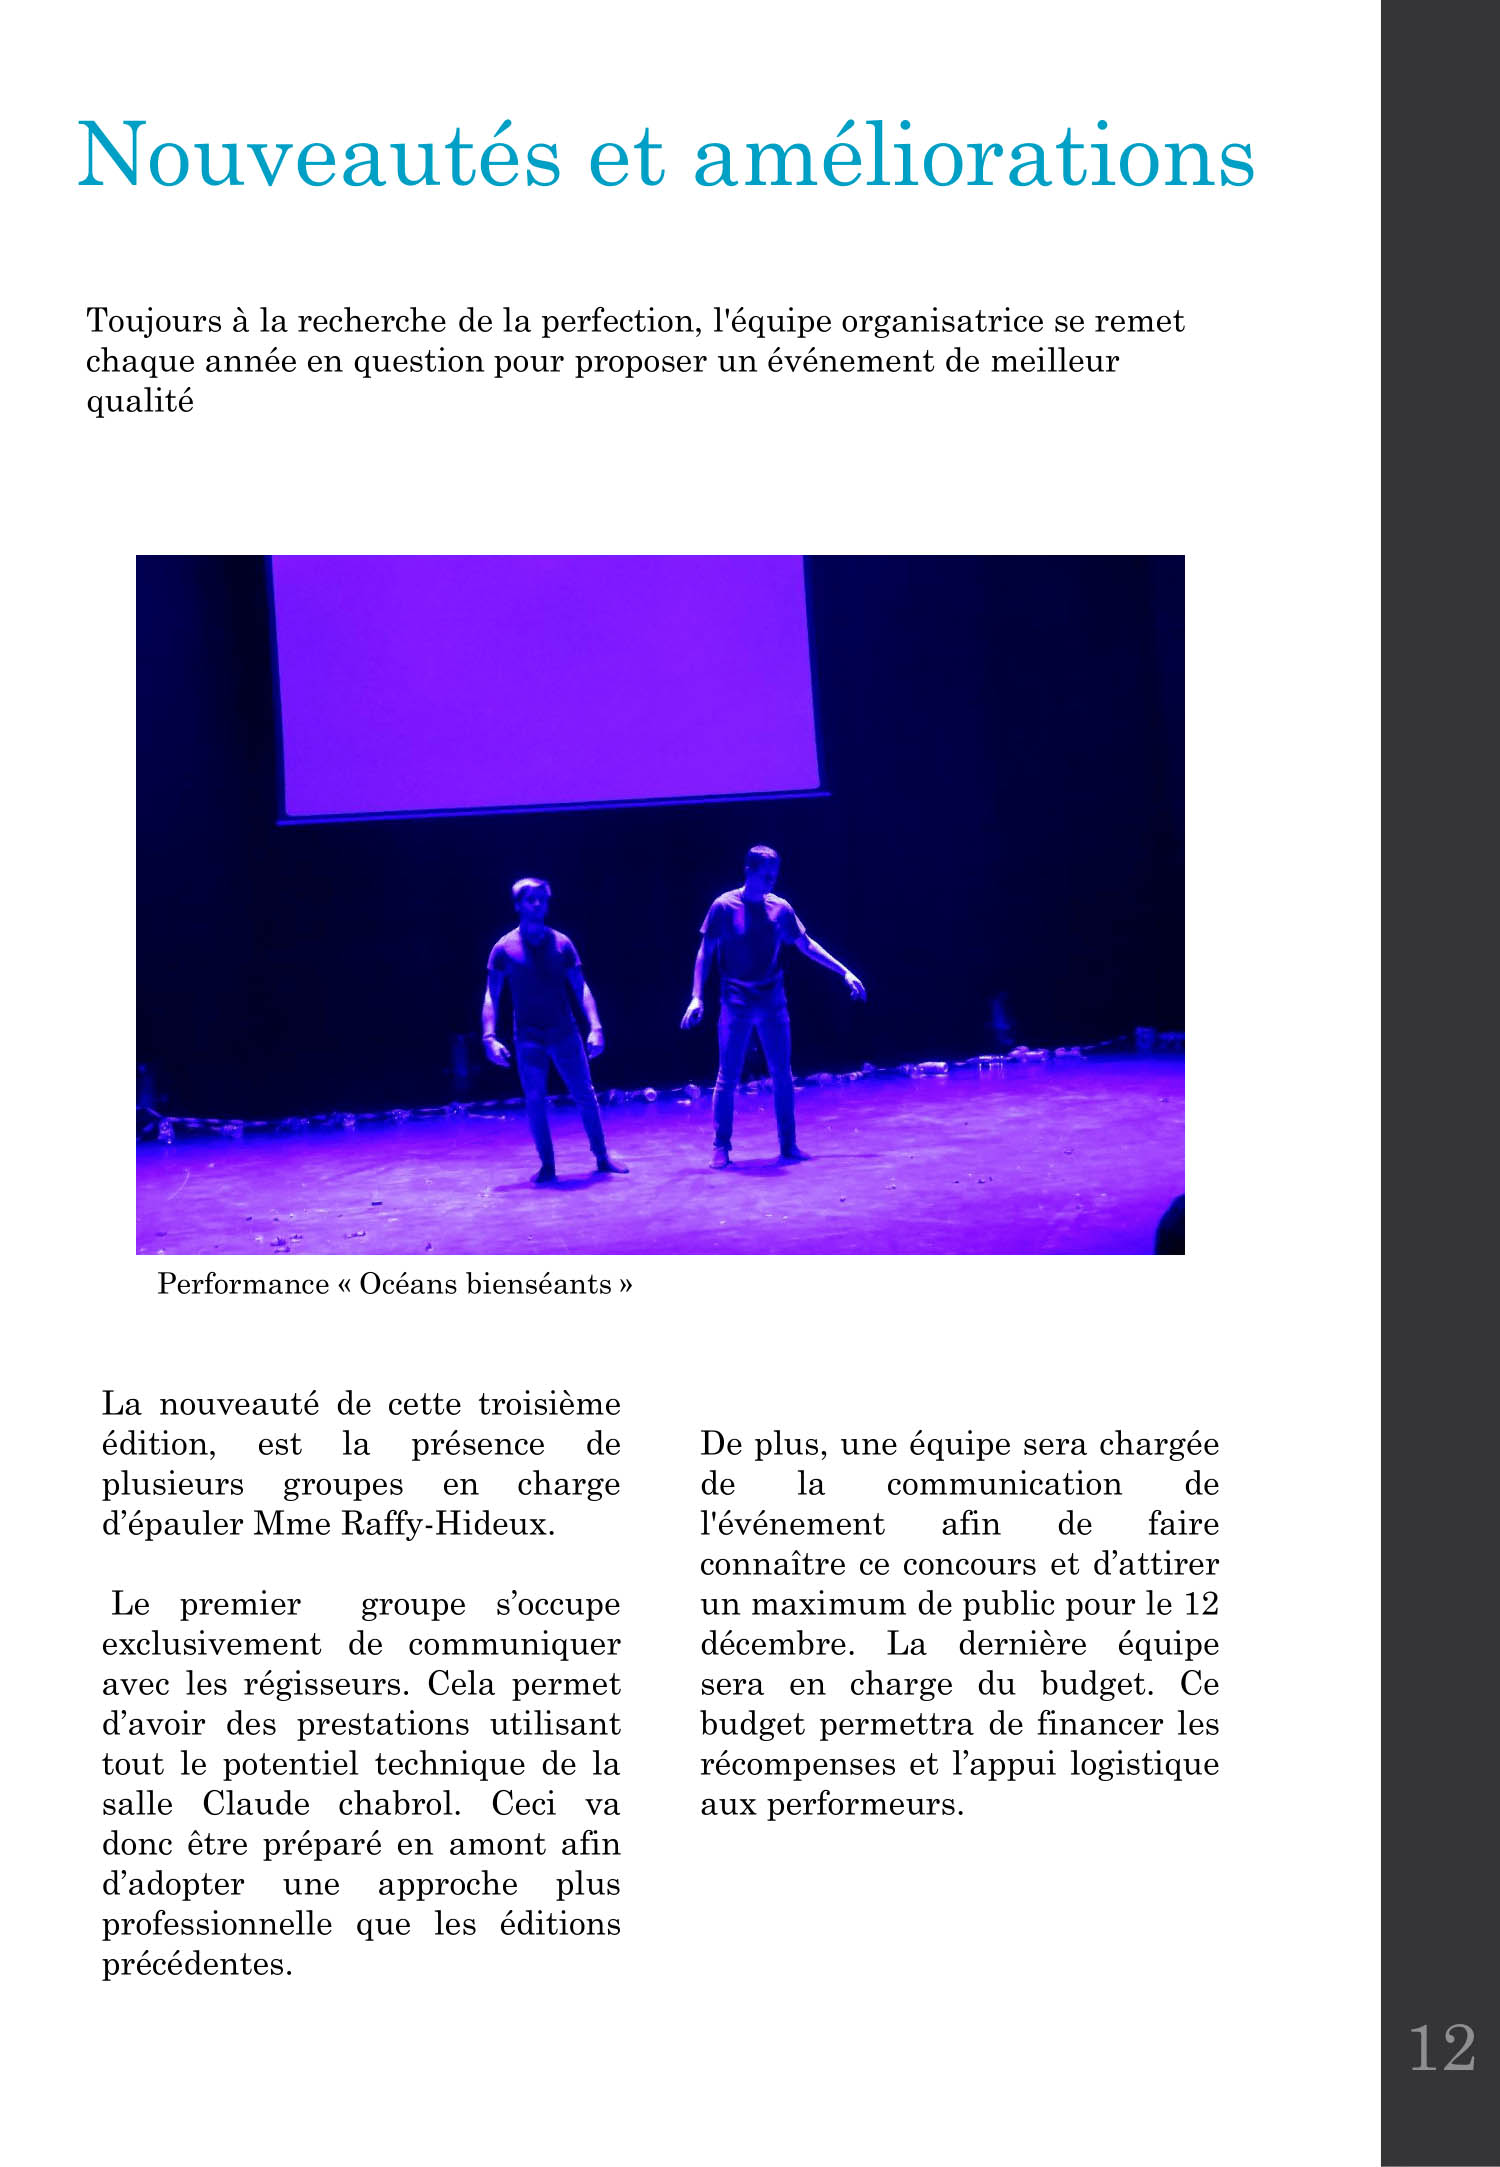 Nouveautés et améliorations
Toujours à la recherche de la perfection, l'équipe organisatrice se remet
chaque année en question pour proposer un événement de meilleur
qualité
Performance « Océans bienséants »
La nouveauté de cette troisième
édition, est la présence de
plusieurs groupes en charge
d’épauler Mme Raffy-Hideux.
Le premier groupe s’occupe
exclusivement de communiquer
avec les régisseurs. Cela permet
d’avoir des prestations utilisant
tout le potentiel technique de la
salle Claude chabrol. Ceci va
donc être préparé en amont afin
d’adopter une approche plus
professionnelle que les éditions
précédentes.
De plus, une équipe sera chargée
de la communication de
l'événement afin de faire
connaître ce concours et d’attirer
un maximum de public pour le 12
décembre. La dernière équipe
sera en charge du budget. Ce
budget permettra de financer les
récompenses et l’appui logistique
aux performeurs.
12